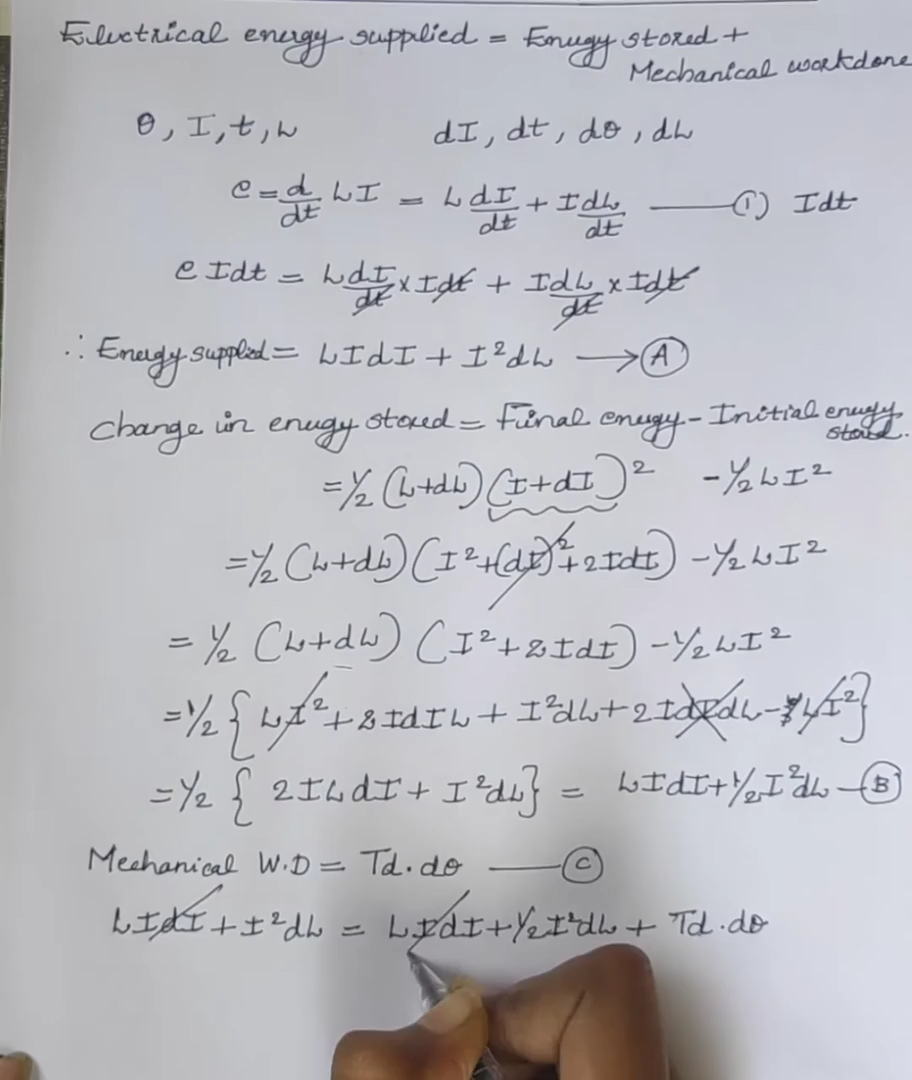 Electrical energy supplied = Energy stored +
Mechanical workdone
θ, I, t, L dI, dt, dθ, dL
e = d/dt LI = L dI/dt + I dL/dt —— (1) Idt
e Idt = L dI/dt × Idt + I dL/dt × Idt
∴ Energy supplied = LIdI + I²dL → (A)
Change in energy stored = Final energy - Initial energy
stored.
= 1/2 (L+dL) (I+dI)² - 1/2 LI²
= 1/2 (L+dL) (I²+(dI)²+2IdI) - 1/2 LI²
= 1/2 (L+dL) (I²+2IdI) - 1/2 LI²
= 1/2 { LI² + 2IdIL + I²dL + 2IdIdL - LI² }
= 1/2 { 2ILdI + I²dL } = LIdI + 1/2 I²dL — (B)
Mechanical W.D = Td.dθ —— (C)
LIdI + I²dL = LIdI + 1/2 I²dL + Td.dθ